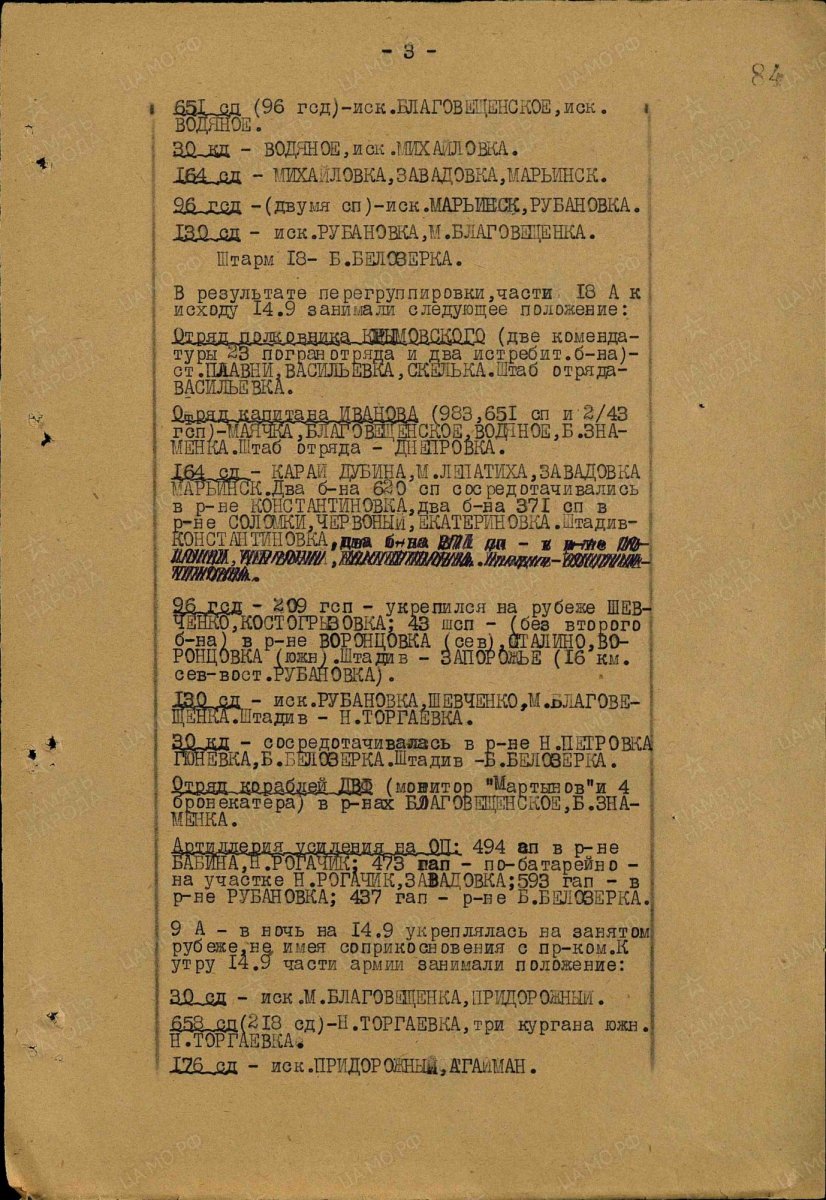 - 3 -
84
651 сп (96 гсд)-иск.БЛАГОВЕЩЕНСКОЕ,иск.
ВОДЯНОЕ.
30 кд - ВОДЯНОЕ,иск.МИХАЙЛОВКА.
164 сд - МИХАЙЛОВКА,ЗАВАДОВКА,МАРЬИНСК.
96 гсд -(двумя сп)-иск.МАРЬИНСК,РУБАНОВКА.
130 сд - иск.РУБАНОВКА,М.БЛАГОВЕЩЕНКА.
Штарм 18- Б.БЕЛОЗЕРКА.
В результате перегруппировки,части 18 А к
исходу 14.9 занимали следующее положение:
Отряд полковника КРЫМОВСКОГО (две коменда-
туры 23 погранотряда и два истребит.б-на)-
ст.ПЛАВНИ,ВАСИЛЬЕВКА,СКЕЛЬКА.Штаб отряда-
ВАСИЛЬЕВКА.
Отряд капитана ИВАНОВА (983,651 сп и 2/43
гсп)-МАЯЧКА,БЛАГОВЕЩЕНСКОЕ,ВОДЯНОЕ,Б.ЗНА-
МЕНКА.Штаб отряда - ДНЕПРОВКА.
164 сд - КАРАЙ ДУБИНА,М.ЛЕПАТИХА,ЗАВАДОВКА
МАРЬИНСК.Два б-на 620 сп сосредотачивались
в р-не КОНСТАНТИНОВКА,два б-на 371 сп в
р-не СОЛОМКИ,ЧЕРВОНЫЙ,ЕКАТЕРИНОВКА.Штадив-
КОНСТАНТИНОВКА,два б-на сп - в р-не
96 гсд - 209 гсп - укрепился на рубеже ШЕВ-
ЧЕНКО,КОСТОГРЫЗОВКА; 43 шсп - (без второго
б-на) в р-не ВОРОНЦОВКА (сев),СТАЛИНО,ВО-
РОНЦОВКА (южн).Штадив - ЗАПОРОЖЬЕ (16 км.
сев-вост.РУБАНОВКА).
130 сд - иск.РУБАНОВКА,ШЕВЧЕНКО,М.БЛАГОВЕ-
ЩЕНКА.Штадив - Н.ТОРГАЕВКА.
30 кд - сосредотачивалась в р-не Н.ПЕТРОВКА
ГЮНЕВКА,Б.БЕЛОЗЕРКА.Штадив -Б.БЕЛОЗЕРКА.
Отряд кораблей ДВФ (монитор "Мартынов"и 4
бронекатера) в р-нах БЛАГОВЕЩЕНСКОЕ,Б.ЗНА-
МЕНКА.
Артиллерия усиления на ОП: 494 ап в р-не
БАБИНА,Н.РОГАЧИК; 473 гап - по-батарейно -
на участке Н.РОГАЧИК,ЗАВАДОВКА;593 гап - в
р-не РУБАНОВКА; 437 гап - р-не Б.БЕЛОЗЕРКА.
9 А - в ночь на 14.9 укреплялась на занятом
рубеже,не имея соприкосновения с пр-ком.К
утру 14.9 части армии занимали положение:
30 сд - иск.М.БЛАГОВЕЩЕНКА,ПРИДОРОЖНЫЙ.
658 сп(218 сд)-Н.ТОРГАЕВКА,три кургана южн.
Н.ТОРГАЕВКА.
176 сд - иск.ПРИДОРОЖНЫЙ,АГАЙМАН.